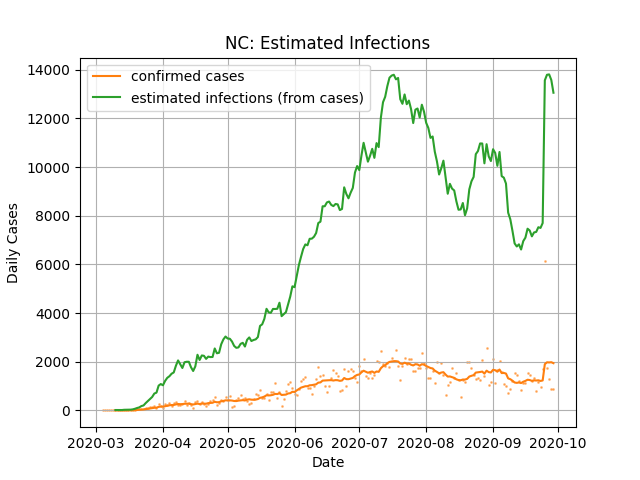 NC: Estimated Infections
confirmed cases
estimated infections (from cases)
14000
12000
10000
8000
6000
4000
2000
0
Daily Cases
2020-03 2020-04 2020-05 2020-06 2020-07 2020-08 2020-09 2020-10
Date